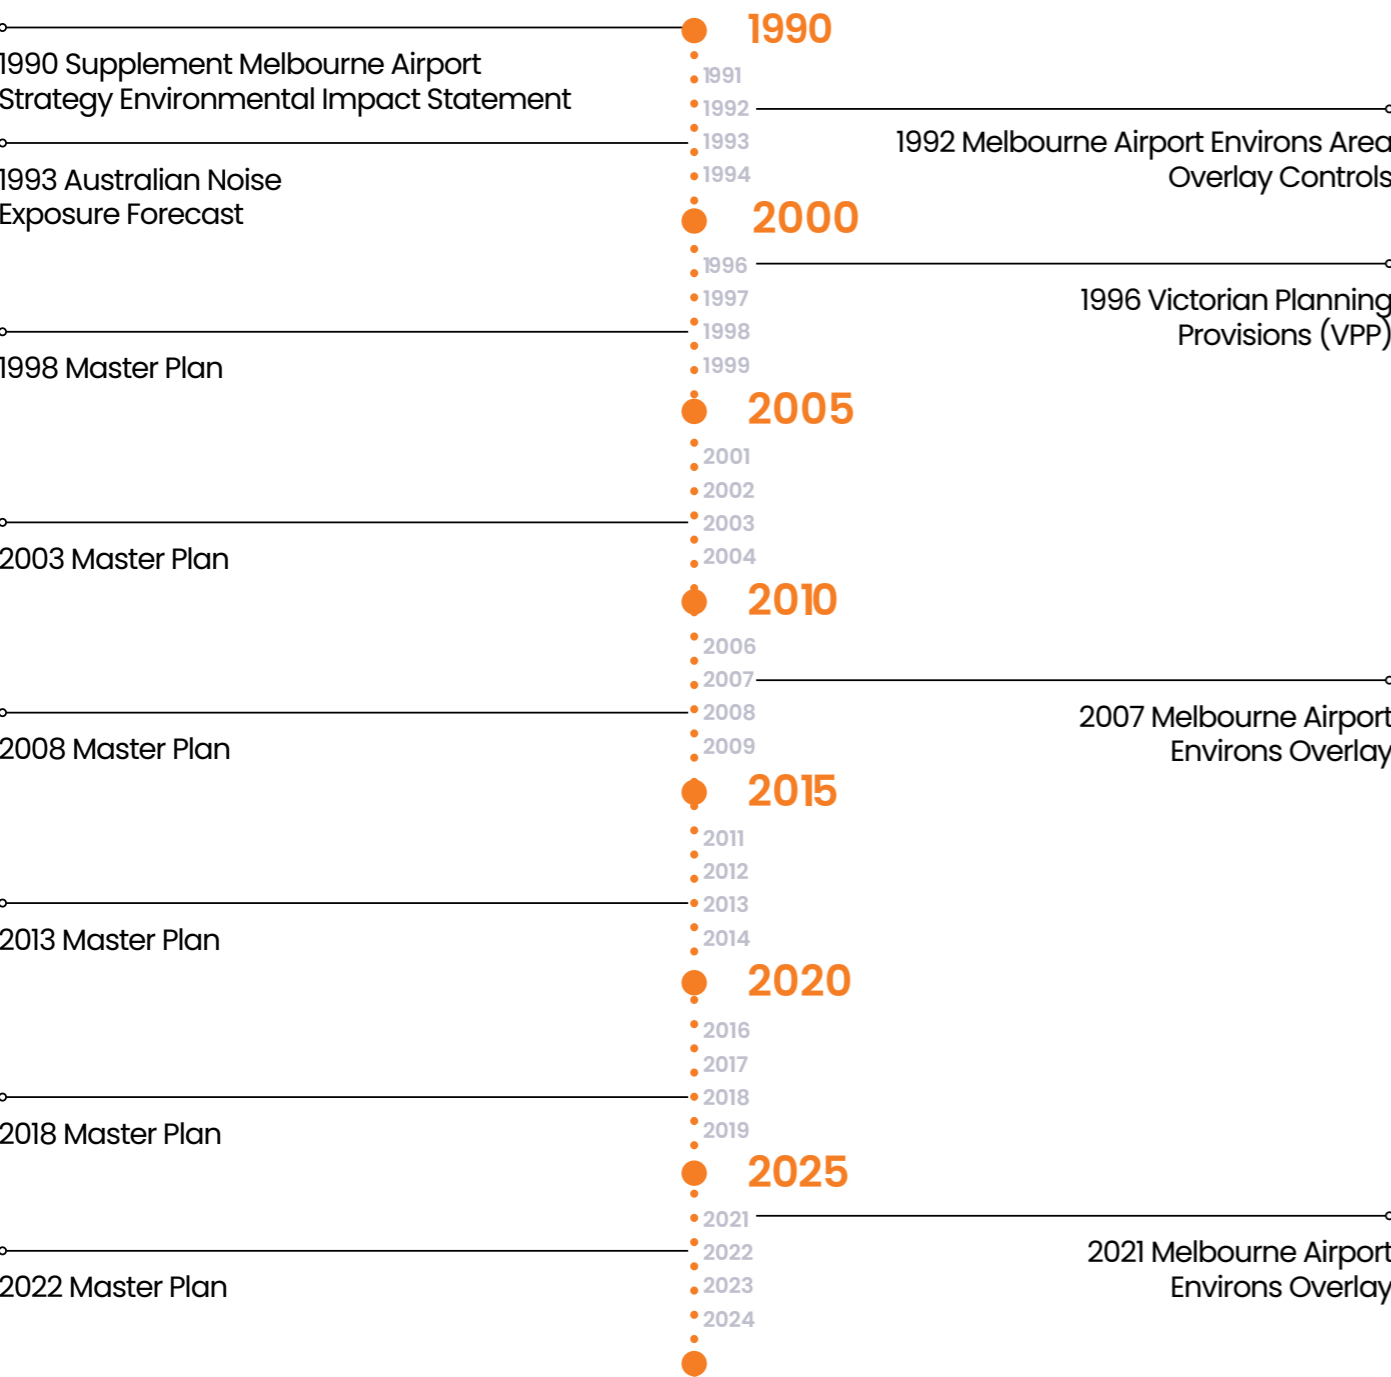 1990
1990 Supplement Melbourne Airport
Strategy Environmental Impact Statement
1991
1992
1992 Melbourne Airport Environs Area
Overlay Controls
1993
1993 Australian Noise
Exposure Forecast
1994
2000
1996
1996 Victorian Planning
Provisions (VPP)
1997
1998
1998 Master Plan
1999
2005
2001
2002
2003
2003 Master Plan
2004
2010
2006
2007
2007 Melbourne Airport
Environs Overlay
2008
2008 Master Plan
2009
2015
2011
2012
2013
2013 Master Plan
2014
2020
2016
2017
2018
2018 Master Plan
2019
2025
2021
2021 Melbourne Airport
Environs Overlay
2022
2022 Master Plan
2023
2024